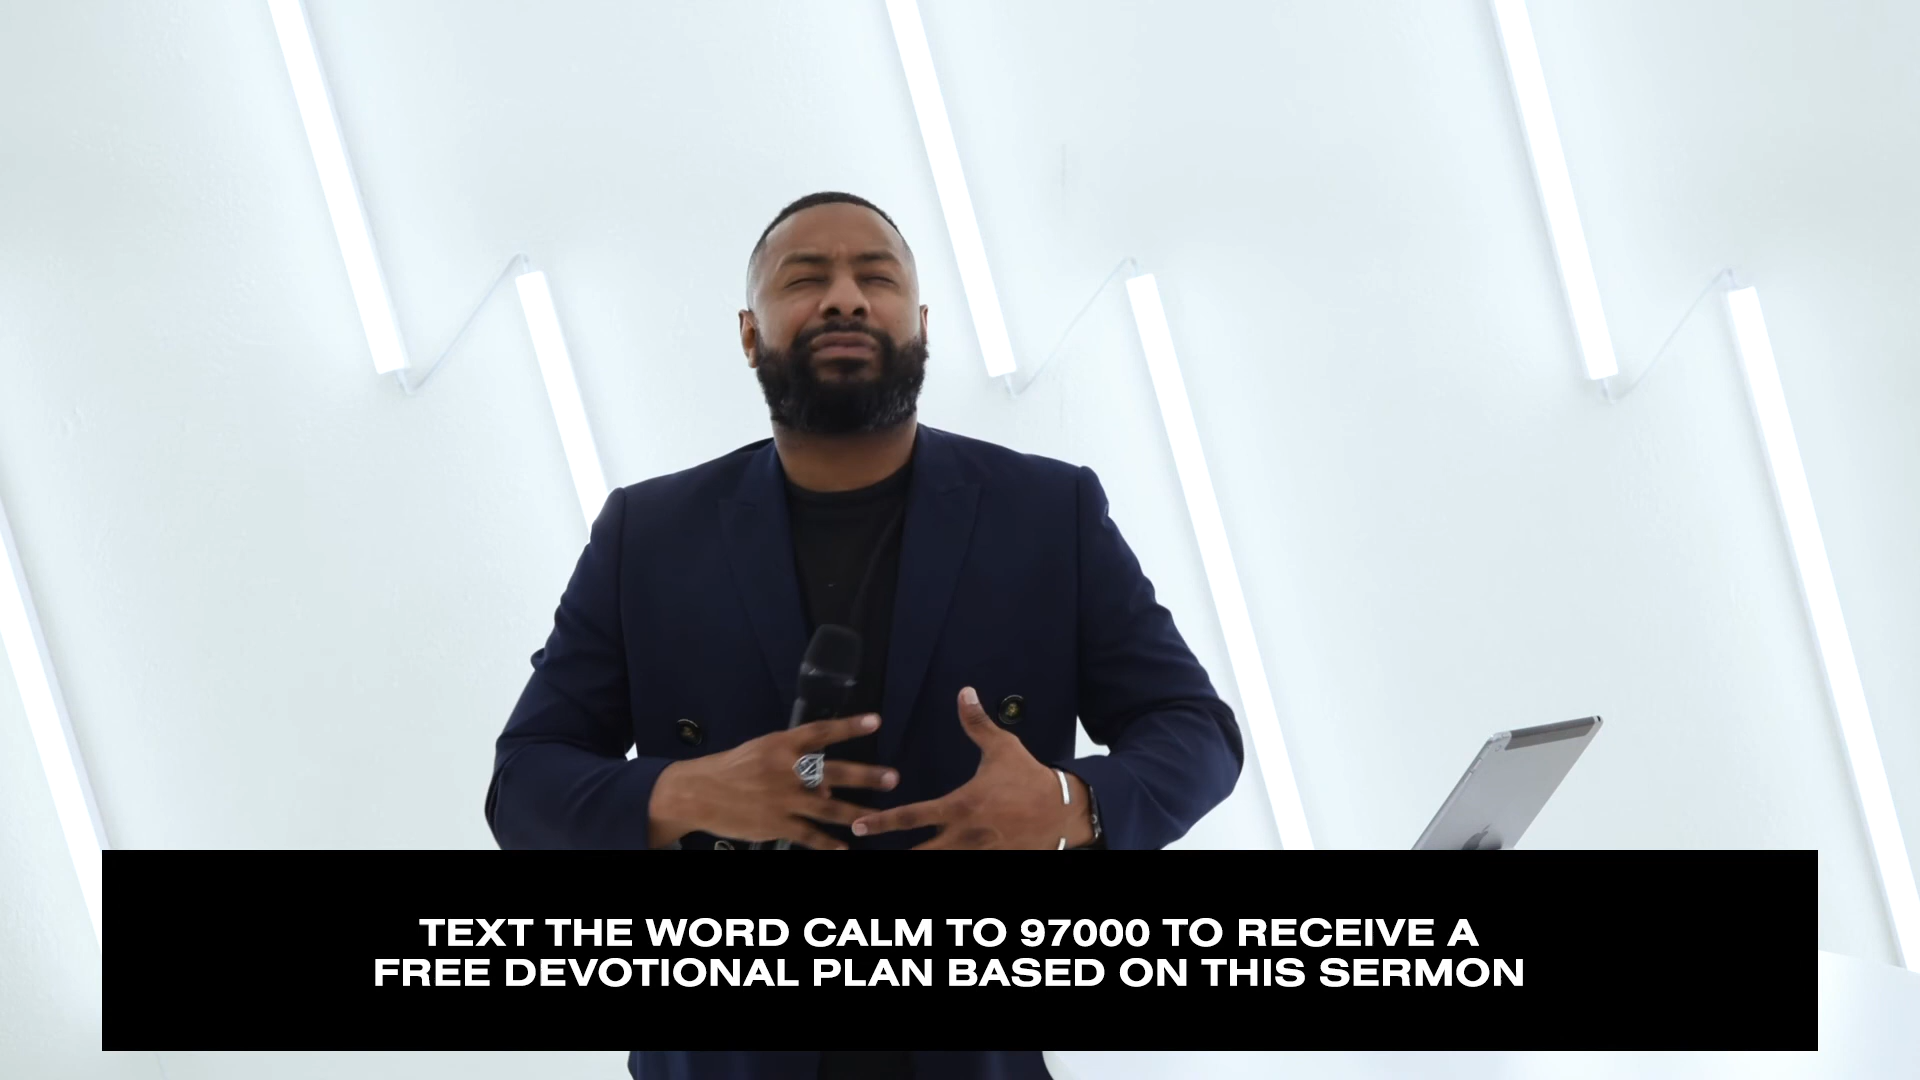 TEXT THE WORD CALM TO 97000 TO RECEIVE A
FREE DEVOTIONAL PLAN BASED ON THIS SERMON